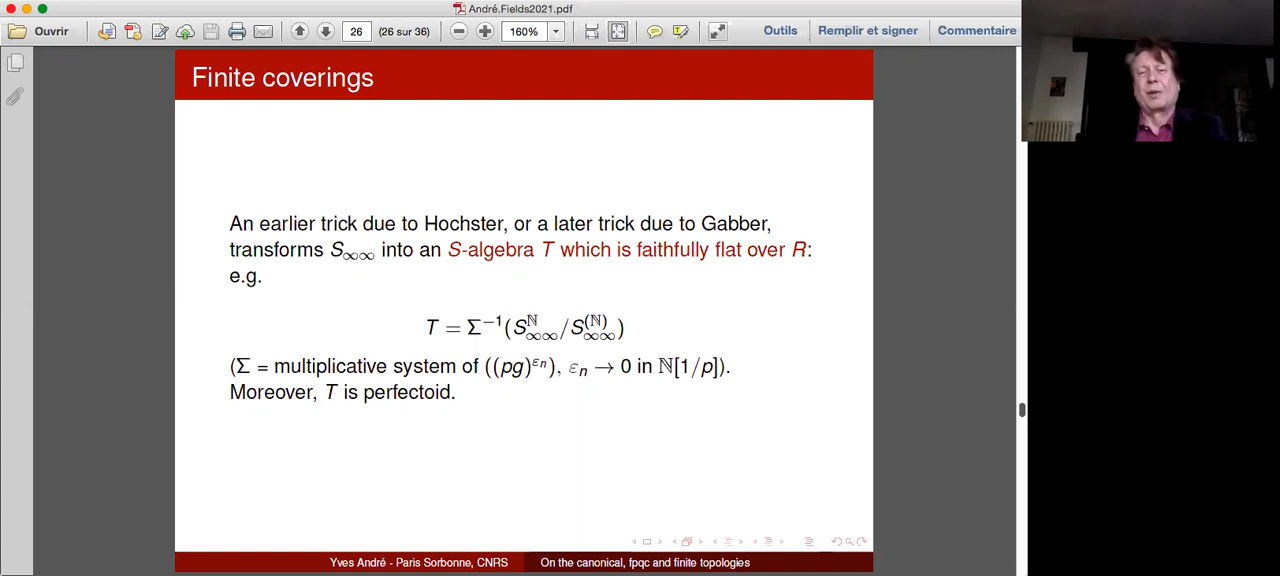 André.Fields2021.pdf
Ouvrir
26
(26 sur 36)
160%
Outils
Remplir et signer
Commentaire
Finite coverings
An earlier trick due to Hochster, or a later trick due to Gabber,
transforms S∞∞ into an S-algebra T which is faithfully flat over R:
e.g.
T = Σ⁻¹(S^ℕ_∞∞/S^(ℕ)_∞∞)
(Σ = multiplicative system of ((pg)^εₙ), εₙ → 0 in ℕ[1/p]).
Moreover, T is perfectoid.
Yves André - Paris Sorbonne, CNRS
On the canonical, fpqc and finite topologies